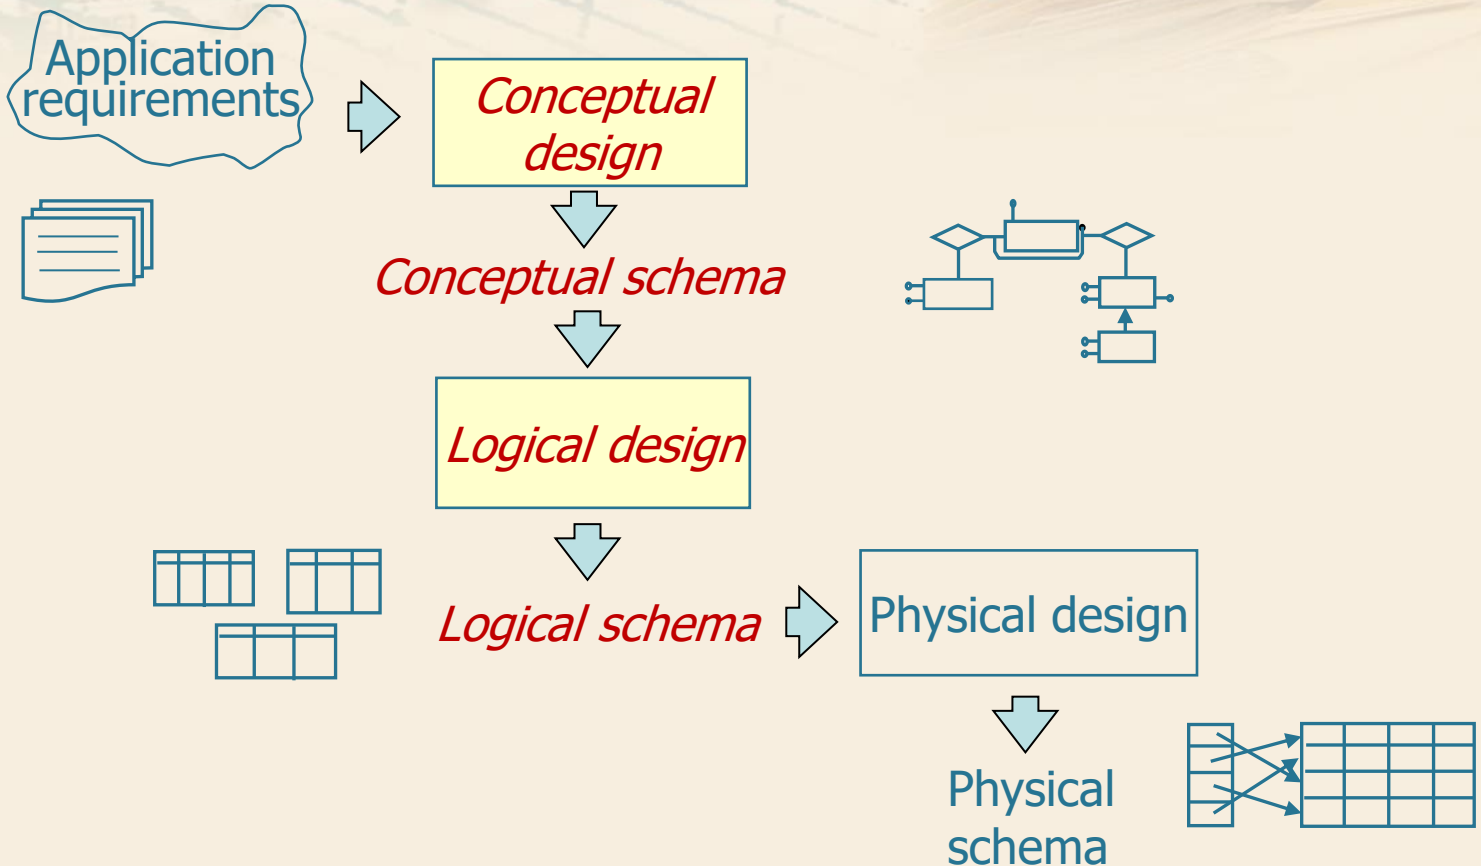 Application
requirements
Conceptual
design
Conceptual schema
Logical design
Logical schema
Physical design
Physical
schema